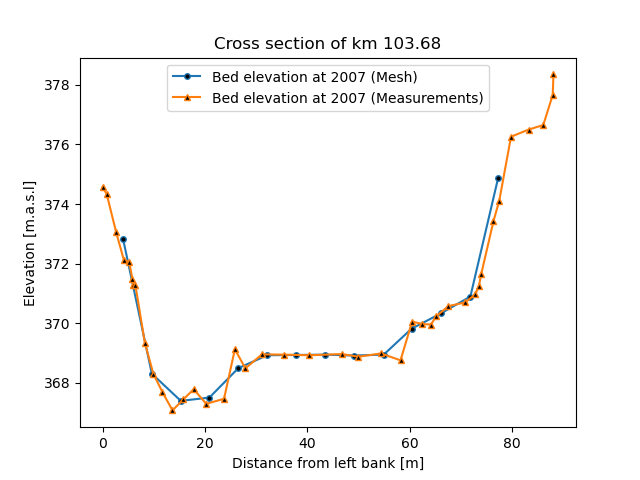 Cross section of km 103.68
Bed elevation at 2007 (Mesh)
Bed elevation at 2007 (Measurements)
Elevation [m.a.s.l]
378
376
374
372
370
368
0 20 40 60 80
Distance from left bank [m]